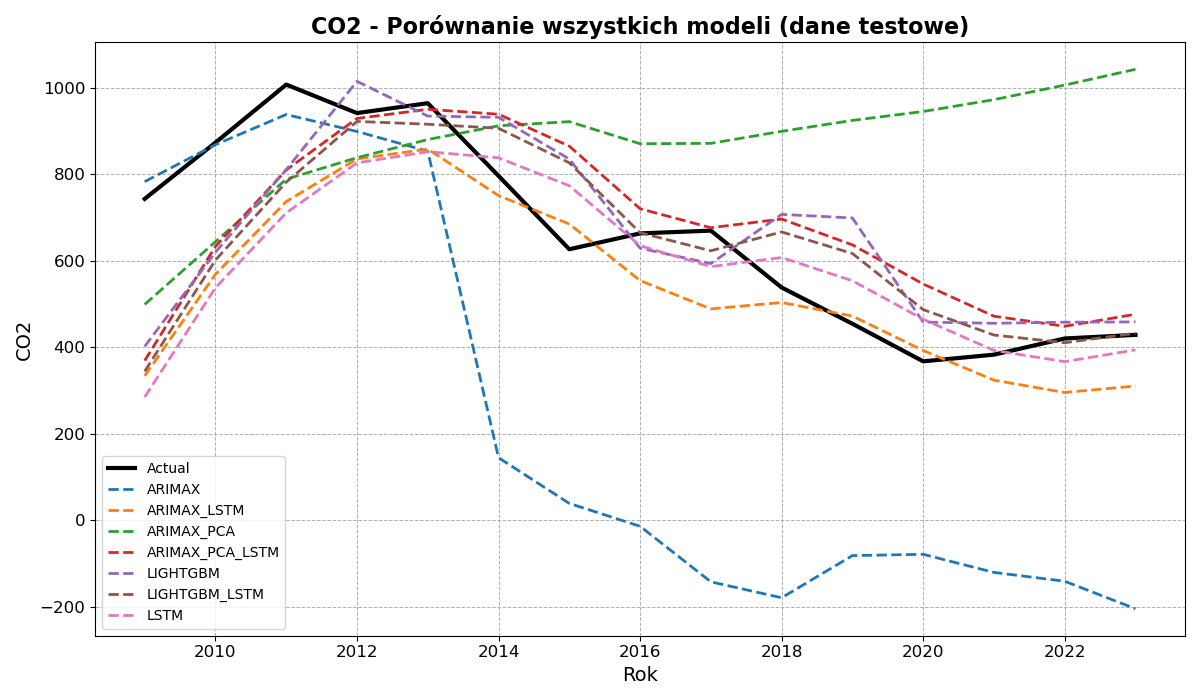 CO2 - Porównanie wszystkich modeli (dane testowe)
CO2
1000
800
600
400
200
0
−200
Actual
ARIMAX
ARIMAX_LSTM
ARIMAX_PCA
ARIMAX_PCA_LSTM
LIGHTGBM
LIGHTGBM_LSTM
LSTM
2010 2012 2014 2016 2018 2020 2022
Rok